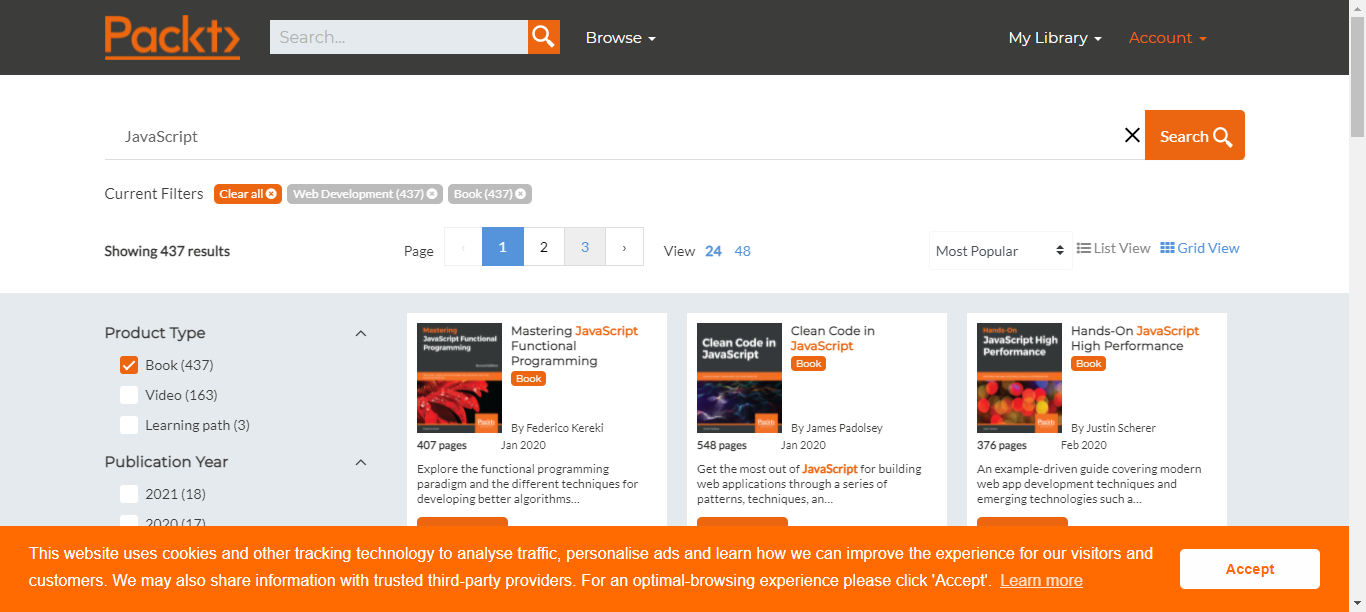 Packt>
Search...
Browse
My Library
Account
JavaScript
Search
Current Filters
Clear all
Web Development (437)
Book (437)
Showing 437 results
Page
‹
1
2
3
›
View
24
48
Most Popular
List View
Grid View
Product Type
Book (437)
Video (163)
Learning path (3)
Publication Year
2021 (18)
2020 (17)
Mastering
JavaScript Functional
Programming
Packt>
Mastering JavaScript
Functional
Programming
Book
By Federico Kereki
407 pages
Jan 2020
Explore the functional programming
paradigm and the different techniques for
developing better algorithms...
Clean Code in
JavaScript
Packt>
Clean Code in
JavaScript
Book
By James Padolsey
548 pages
Jan 2020
Get the most out of JavaScript for building
web applications through a series of
patterns, techniques, an...
Hands-On
JavaScript High
Performance
Packt>
Hands-On JavaScript
High Performance
Book
By Justin Scherer
376 pages
Feb 2020
An example-driven guide covering modern
web app development techniques and
emerging technologies such a...
This website uses cookies and other tracking technology to analyse traffic, personalise ads and learn how we can improve the experience for our visitors and
customers. We may also share information with trusted third-party providers. For an optimal-browsing experience please click 'Accept'. Learn more
Accept